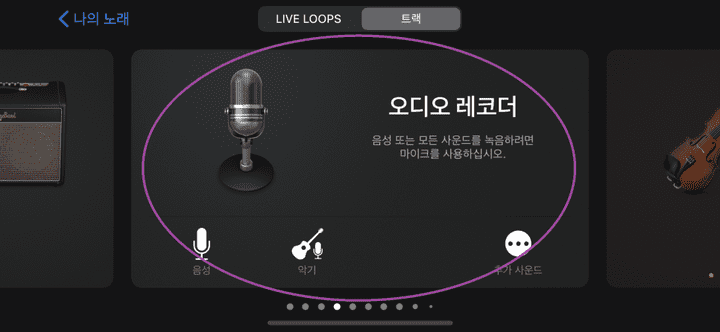 나의 노래
LIVE LOOPS
트랙
오디오 레코더
음성 또는 모든 사운드를 녹음하려면
마이크를 사용하십시오.
음성
악기
추가 사운드